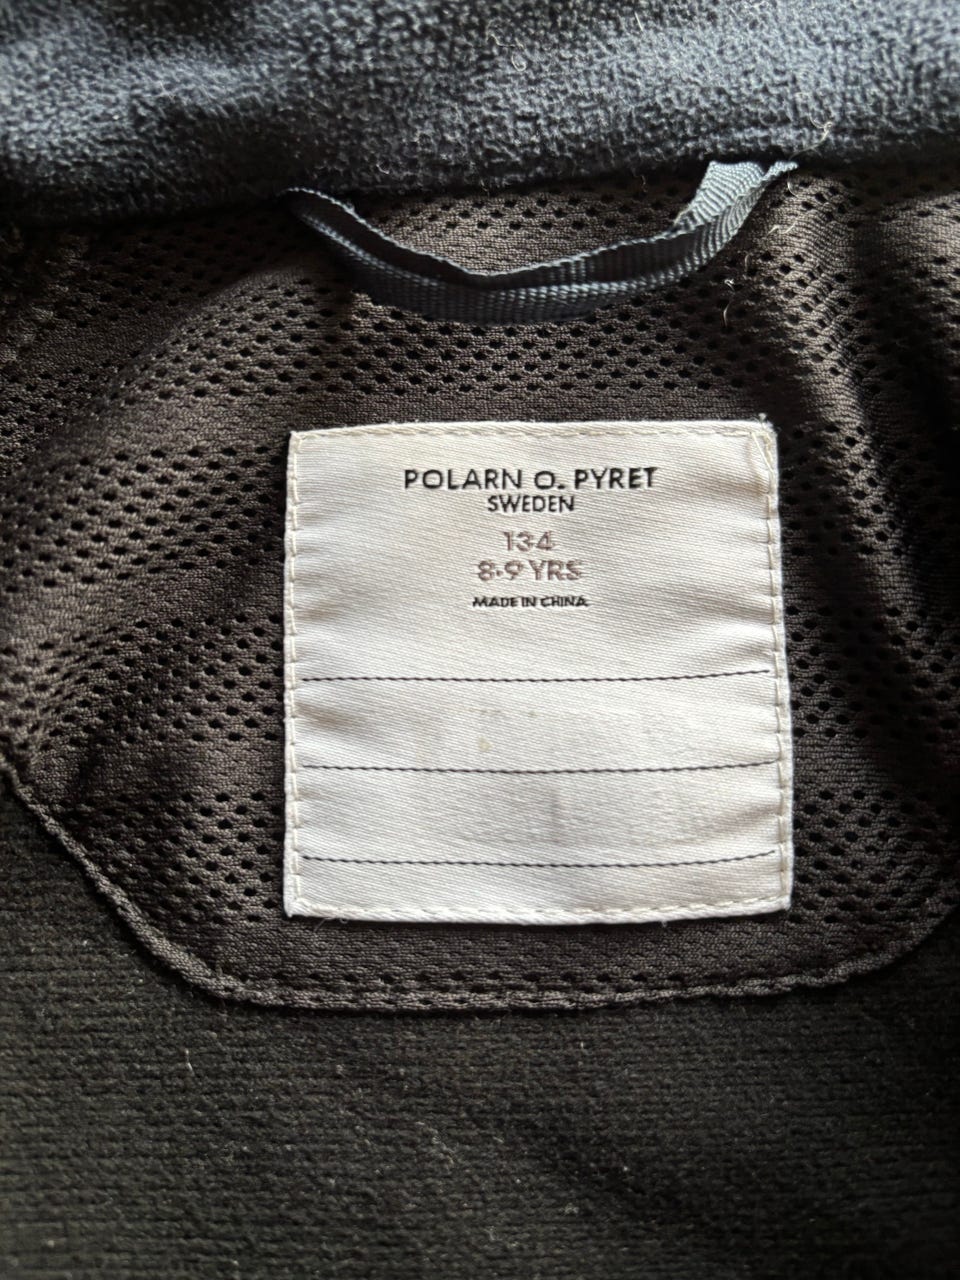 POLARN O. PYRET
SWEDEN
134
8-9 YRS
MADE IN CHINA